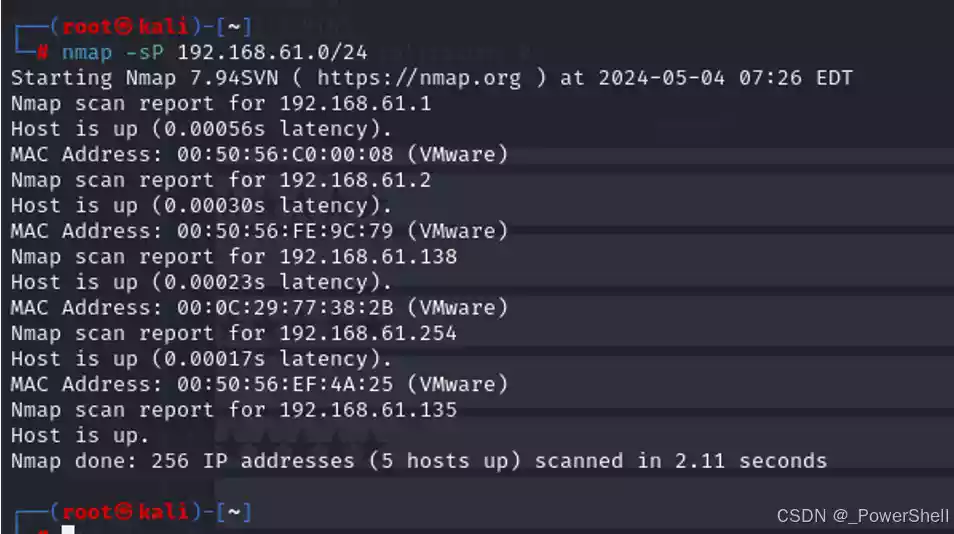 ┌──(root㉿kali)-[~]
└─# nmap -sP 192.168.61.0/24
Starting Nmap 7.94SVN ( https://nmap.org ) at 2024-05-04 07:26 EDT
Nmap scan report for 192.168.61.1
Host is up (0.00056s latency).
MAC Address: 00:50:56:C0:00:08 (VMware)
Nmap scan report for 192.168.61.2
Host is up (0.00030s latency).
MAC Address: 00:50:56:FE:9C:79 (VMware)
Nmap scan report for 192.168.61.138
Host is up (0.00023s latency).
MAC Address: 00:0C:29:77:38:2B (VMware)
Nmap scan report for 192.168.61.254
Host is up (0.00017s latency).
MAC Address: 00:50:56:EF:4A:25 (VMware)
Nmap scan report for 192.168.61.135
Host is up.
Nmap done: 256 IP addresses (5 hosts up) scanned in 2.11 seconds
┌──(root㉿kali)-[~]
CSDN @_PowerShell